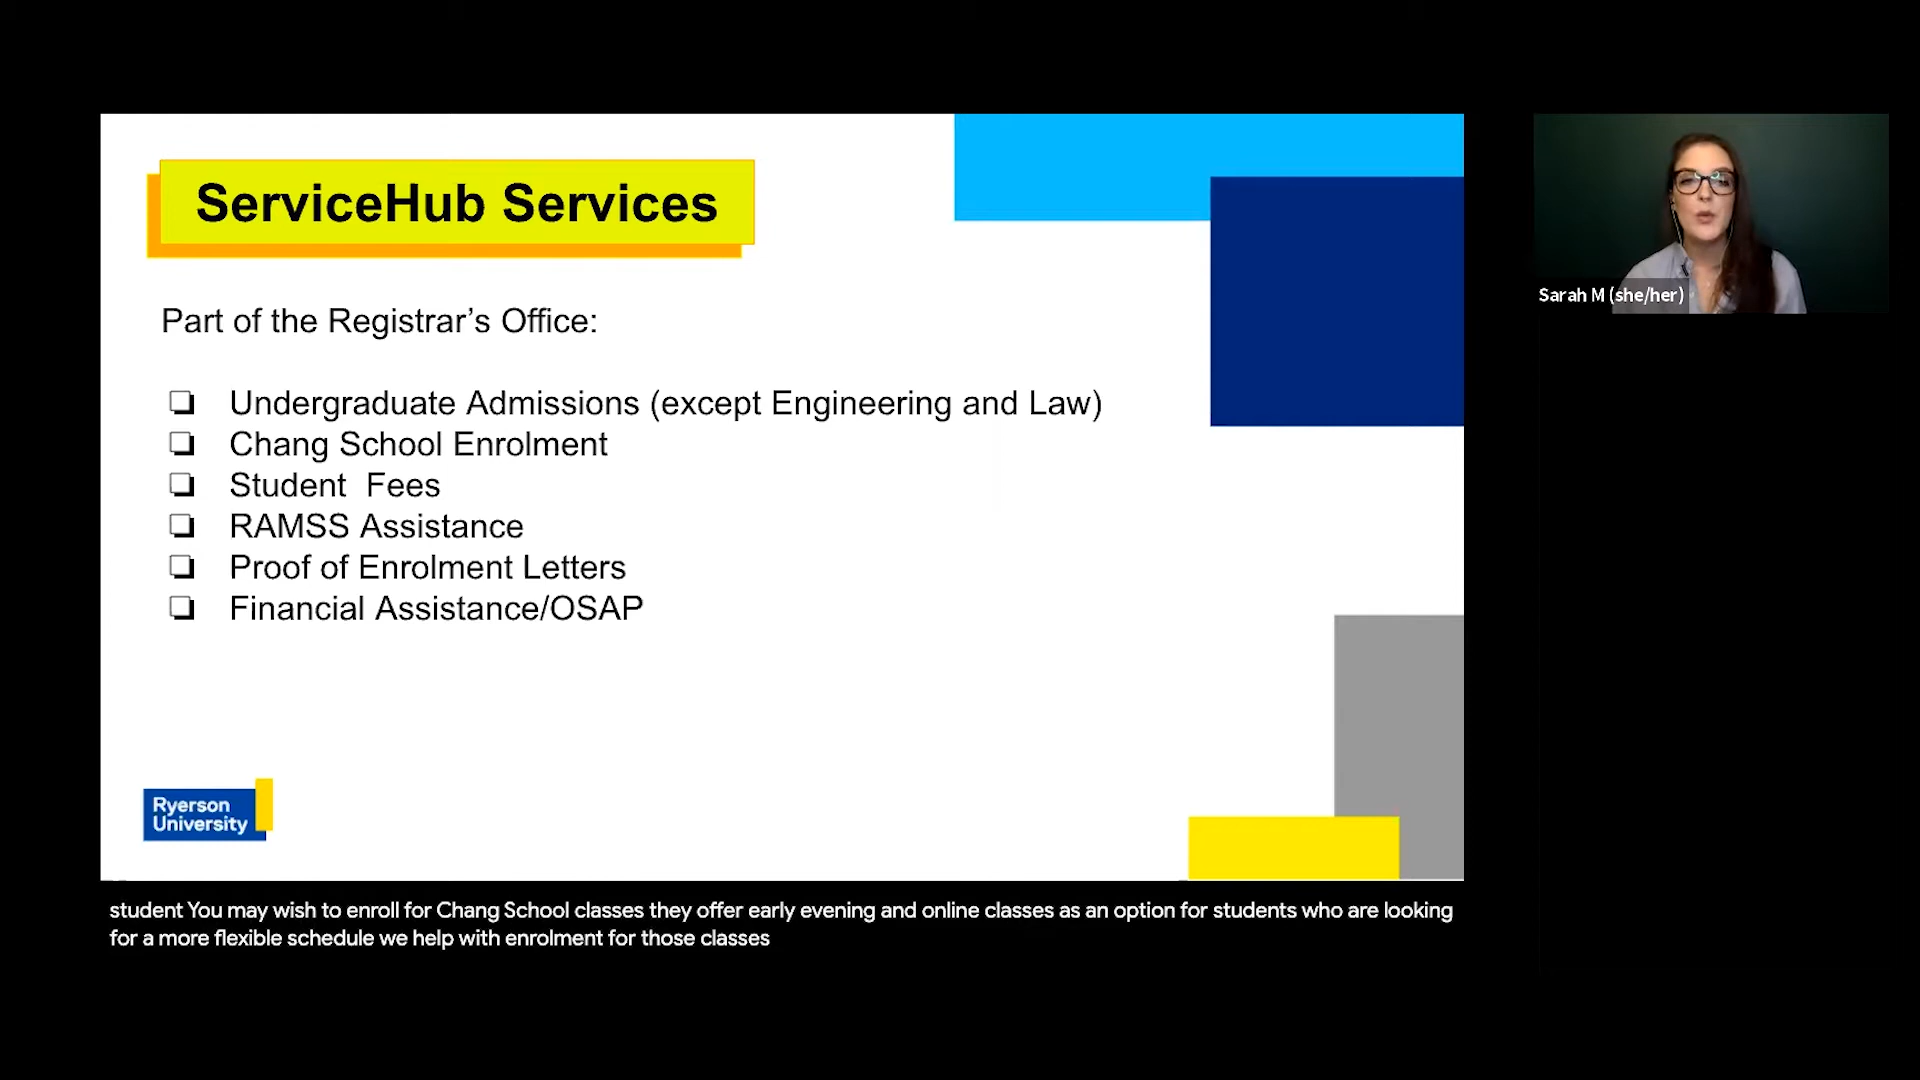 ServiceHub Services
Part of the Registrar’s Office:
❏ Undergraduate Admissions (except Engineering and Law)
❏ Chang School Enrolment
❏ Student  Fees
❏ RAMSS Assistance
❏ Proof of Enrolment Letters
❏ Financial Assistance/OSAP
Ryerson
University
Sarah M (she/her)
student You may wish to enroll for Chang School classes they offer early evening and online classes as an option for students who are looking
for a more flexible schedule we help with enrolment for those classes